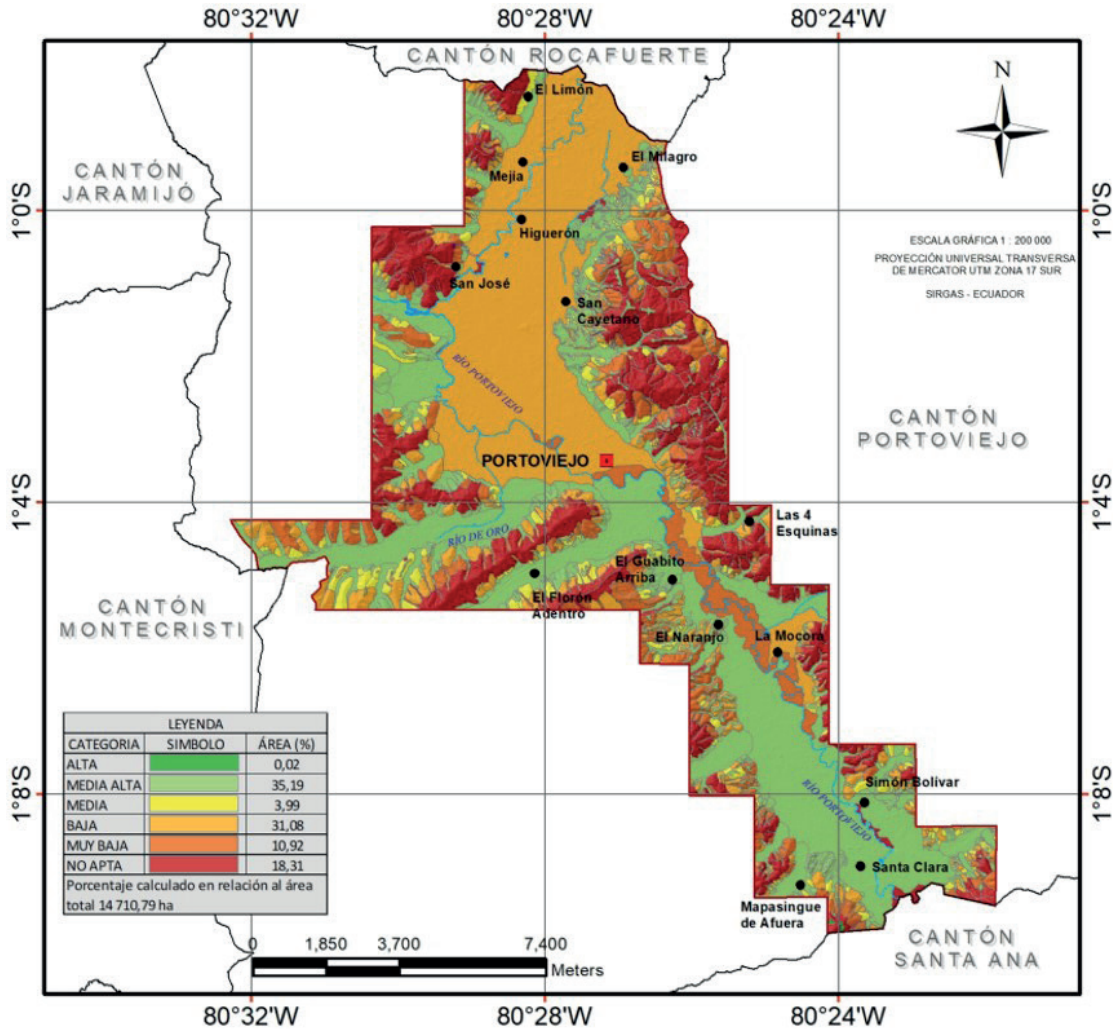 80°32'W 80°28'W 80°24'W
CANTÓN ROCAFUERTE
N
El Limón
El Milagro
Mejía
CANTÓN
JARAMIJÓ
1°0'S
1°0'S
Higuerón
ESCALA GRÁFICA 1 : 200 000
PROYECCIÓN UNIVERSAL TRANSVERSA
DE MERCATOR UTM ZONA 17 SUR
SIRGAS - ECUADOR
San José
San
Cayetano
RÍO PORTOVIEJO
CANTÓN
PORTOVIEJO
PORTOVIEJO
1°4'S
1°4'S
Las 4
Esquinas
RÍO DE ORO
El Guabito
Arriba
El Florón
Adentro
CANTÓN
MONTECRISTI
El Naranjo
La Mocora
LEYENDA
CATEGORIA SIMBOLO ÁREA (%)
ALTA 0,02
MEDIA ALTA 35,19
MEDIA 3,99
BAJA 31,08
MUY BAJA 10,92
NO APTA 18,31
Porcentaje calculado en relación al área
total 14 710,79 ha
Simón Bolívar
1°8'S
1°8'S
RÍO PORTOVIEJO
Santa Clara
Mapasingue
de Afuera
CANTÓN
SANTA ANA
0 1,850 3,700 7,400
Meters
80°32'W 80°28'W 80°24'W